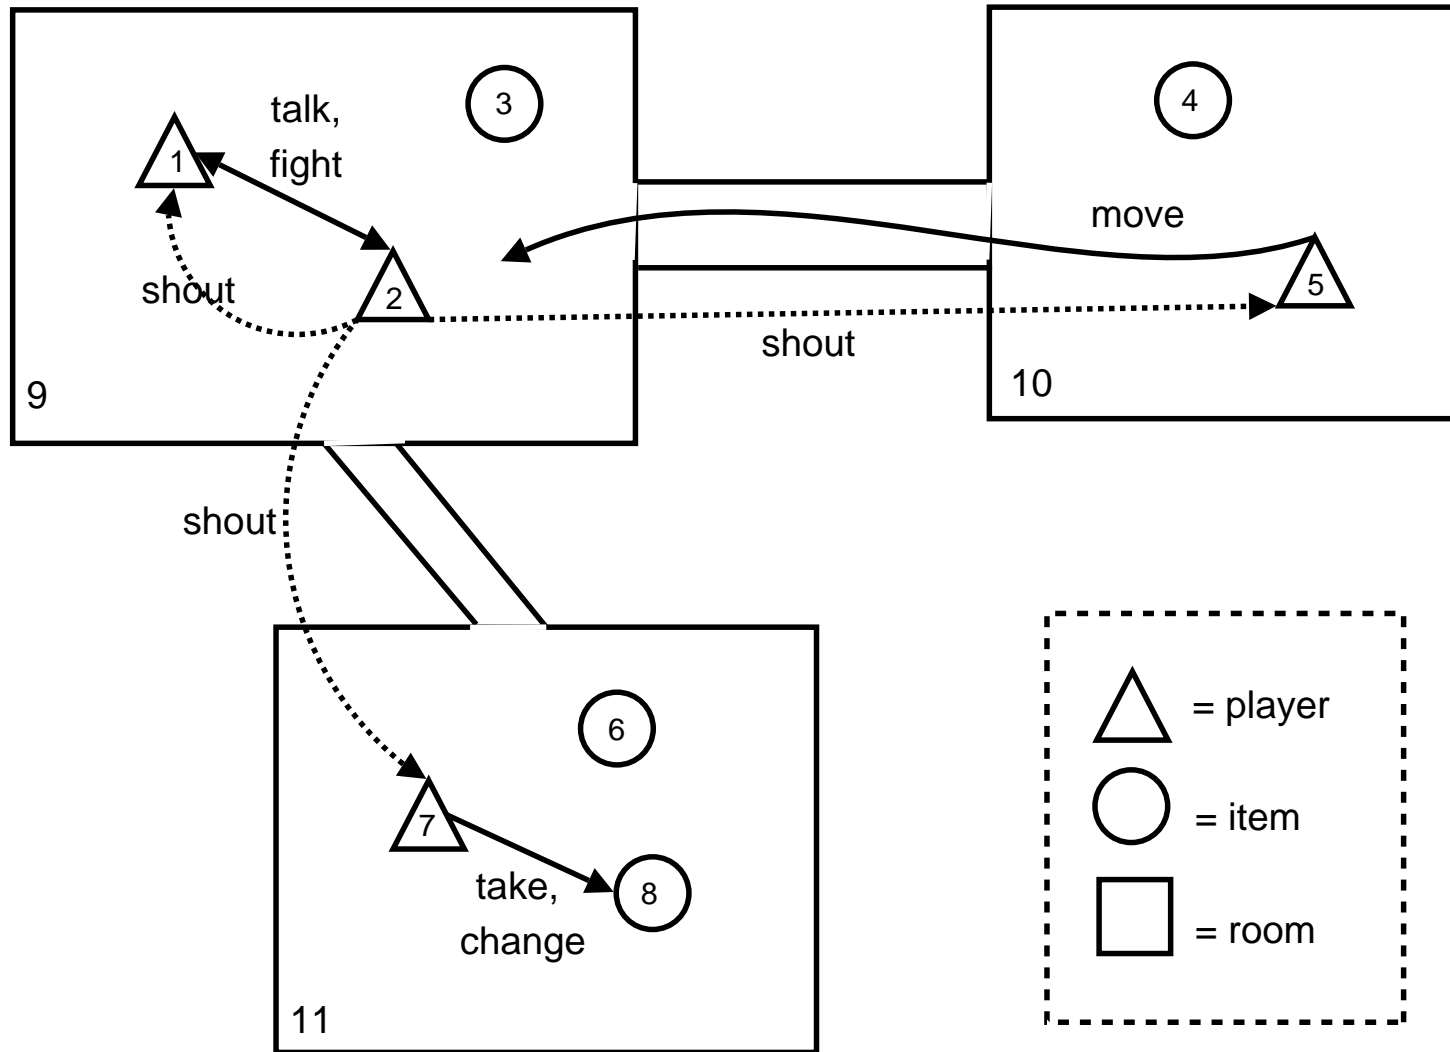 talk,
fight
3
4
1
move
2
5
shout
shout
9
10
shout
6
7
8
take,
change
11
= player
= item
= room